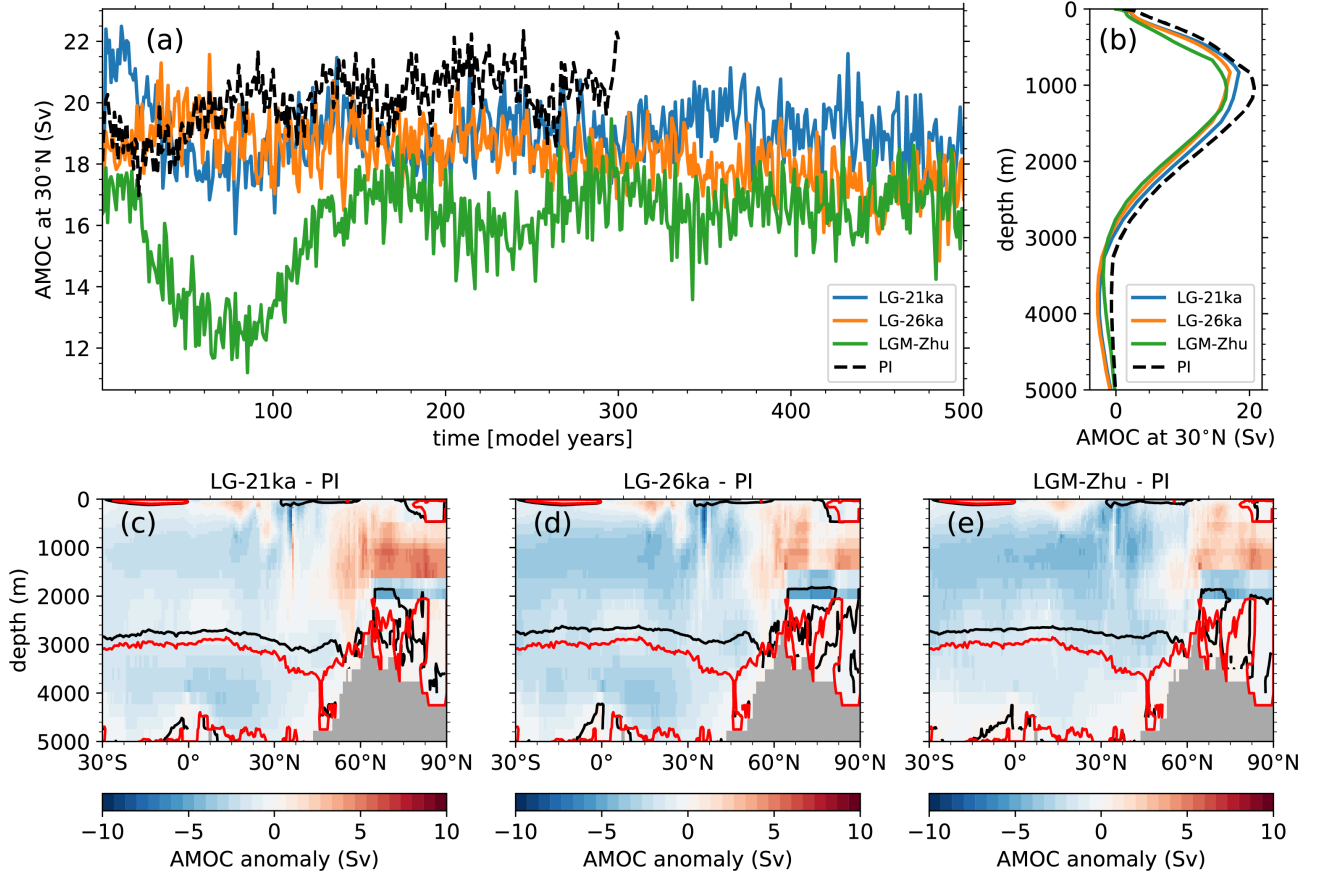 (a)
AMOC at 30°N (Sv)
22
20
18
16
14
12
LG-21ka
LG-26ka
LGM-Zhu
PI
100 200 300 400 500
time [model years]
(b)
depth (m)
0
1000
2000
3000
4000
5000
LG-21ka
LG-26ka
LGM-Zhu
PI
0 20
AMOC at 30°N (Sv)
LG-21ka - PI
(c)
depth (m)
0
1000
2000
3000
4000
5000
30°S 0° 30°N 60°N 90°N
−10 −5 0 5 10
AMOC anomaly (Sv)
LG-26ka - PI
(d)
30°S 0° 30°N 60°N 90°N
−10 −5 0 5 10
AMOC anomaly (Sv)
LGM-Zhu - PI
(e)
30°S 0° 30°N 60°N 90°N
−10 −5 0 5 10
AMOC anomaly (Sv)